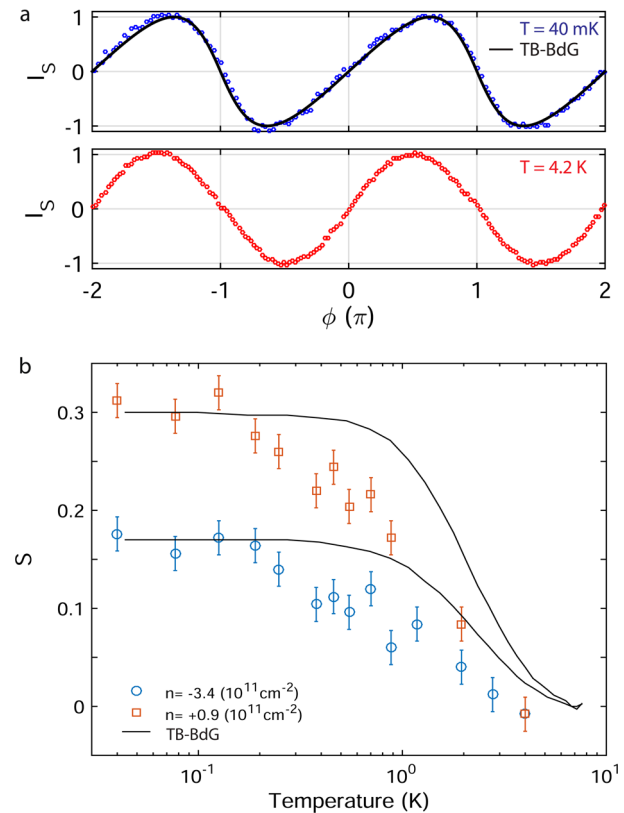 a
T = 40 mK
TB-BdG
1
0
-1
I_S
T = 4.2 K
1
0
-1
I_S
-2 -1 0 1 2
ϕ (π)
b
0.3
0.2
0.1
0
S
n= -3.4 (10^11cm^-2)
n= +0.9 (10^11cm^-2)
TB-BdG
10^-1 10^0 10^1
Temperature (K)